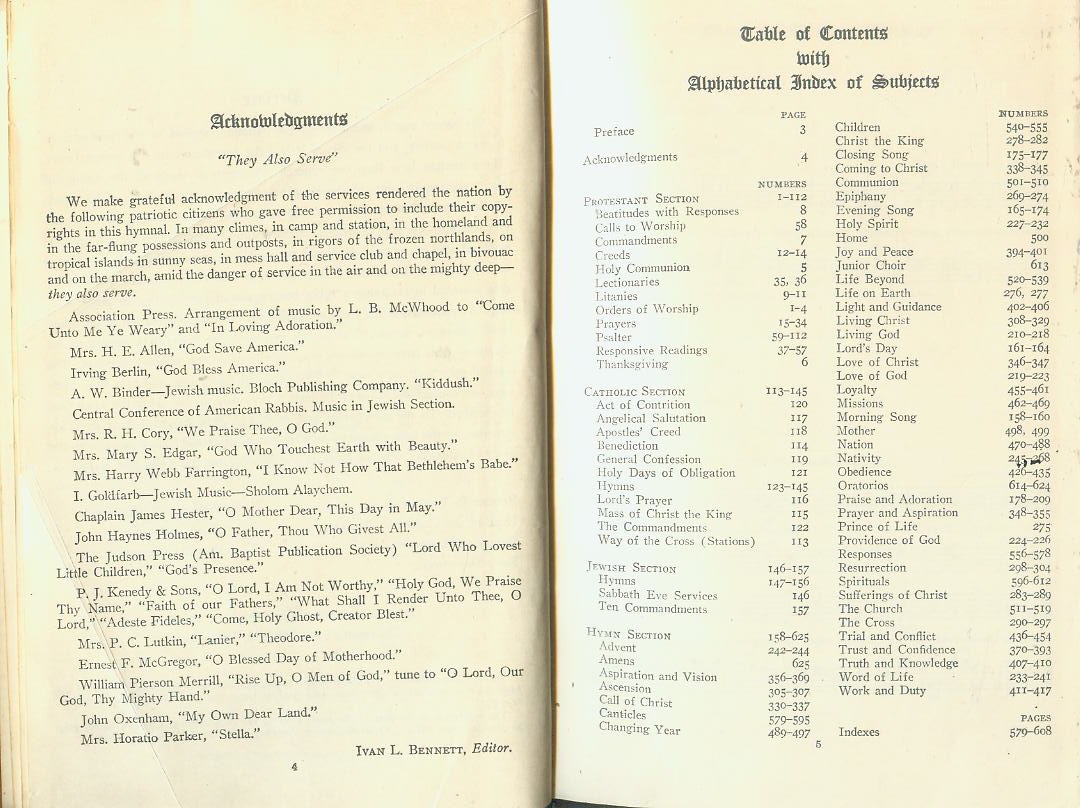 Acknowledgments
"They Also Serve"
We make grateful acknowledgment of the services rendered the nation by
the following patriotic citizens who gave free permission to include their copy-
rights in this hymnal. In many climes, in camp and station, in the homeland and
in the far-flung possessions and outposts, in rigors of the frozen northlands, on
tropical islands in sunny seas, in mess hall and service club and chapel, in bivouac
and on the march, amid the danger of service in the air and on the mighty deep—
they also serve.
Association Press. Arrangement of music by L. B. McWhood to "Come
Unto Me Ye Weary" and "In Loving Adoration."
Mrs. H. E. Allen, "God Save America."
Irving Berlin, "God Bless America."
A. W. Binder—Jewish music. Bloch Publishing Company. "Kiddush."
Central Conference of American Rabbis. Music in Jewish Section.
Mrs. R. H. Cory, "We Praise Thee, O God."
Mrs. Mary S. Edgar, "God Who Touchest Earth with Beauty."
Mrs. Harry Webb Farrington, "I Know Not How That Bethlehem's Babe."
I. Goldfarb—Jewish Music—Sholom Alaychem.
Chaplain James Hester, "O Mother Dear, This Day in May."
John Haynes Holmes, "O Father, Thou Who Givest All."
The Judson Press (Am. Baptist Publication Society) "Lord Who Lovest
Little Children," "God's Presence."
P. J. Kenedy & Sons, "O Lord, I Am Not Worthy," "Holy God, We Praise
Thy Name," "Faith of our Fathers," "What Shall I Render Unto Thee, O
Lord," "Adeste Fideles," "Come, Holy Ghost, Creator Blest."
Mrs. P. C. Lutkin, "Lanier," "Theodore."
Ernest F. McGregor, "O Blessed Day of Motherhood."
William Pierson Merrill, "Rise Up, O Men of God," tune to "O Lord, Our
God, Thy Mighty Hand."
John Oxenham, "My Own Dear Land."
Mrs. Horatio Parker, "Stella."
IVAN L. BENNETT, Editor.
4
Table of Contents
with
Alphabetical Index of Subjects
PAGE
Preface 3
Acknowledgments 4
NUMBERS
PROTESTANT SECTION 1-112
Beatitudes with Responses 8
Calls to Worship 58
Commandments 7
Creeds 12-14
Holy Communion 5
Lectionaries 35, 36
Litanies 9-11
Orders of Worship 1-4
Prayers 15-34
Psalter 59-112
Responsive Readings 37-57
Thanksgiving 6
CATHOLIC SECTION 113-145
Act of Contrition 120
Angelical Salutation 117
Apostles' Creed 118
Benediction 114
General Confession 119
Holy Days of Obligation 121
Hymns 123-145
Lord's Prayer 116
Mass of Christ the King 115
The Commandments 122
Way of the Cross (Stations) 113
JEWISH SECTION 146-157
Hymns 147-156
Sabbath Eve Services 146
Ten Commandments 157
HYMN SECTION 158-625
Advent 242-244
Amens 625
Aspiration and Vision 356-369
Ascension 305-307
Call of Christ 330-337
Canticles 579-595
Changing Year 489-497
NUMBERS
Children 540-555
Christ the King 278-282
Closing Song 175-177
Coming to Christ 338-345
Communion 501-510
Epiphany 269-274
Evening Song 165-174
Holy Spirit 227-232
Home 500
Joy and Peace 394-401
Junior Choir 613
Life Beyond 520-539
Life on Earth 276, 277
Light and Guidance 402-406
Living Christ 308-329
Living God 210-218
Lord's Day 161-164
Love of Christ 346-347
Love of God 219-223
Loyalty 455-461
Missions 462-469
Morning Song 158-160
Mother 498, 499
Nation 470-488
Nativity 245-268
Obedience 426-435
Oratorios 614-624
Praise and Adoration 178-209
Prayer and Aspiration 348-355
Prince of Life 275
Providence of God 224-226
Responses 556-578
Resurrection 298-304
Spirituals 596-612
Sufferings of Christ 283-289
The Church 511-519
The Cross 290-297
Trial and Conflict 436-454
Trust and Confidence 370-393
Truth and Knowledge 407-410
Word of Life 233-241
Work and Duty 411-417
PAGES
Indexes 579-608
5